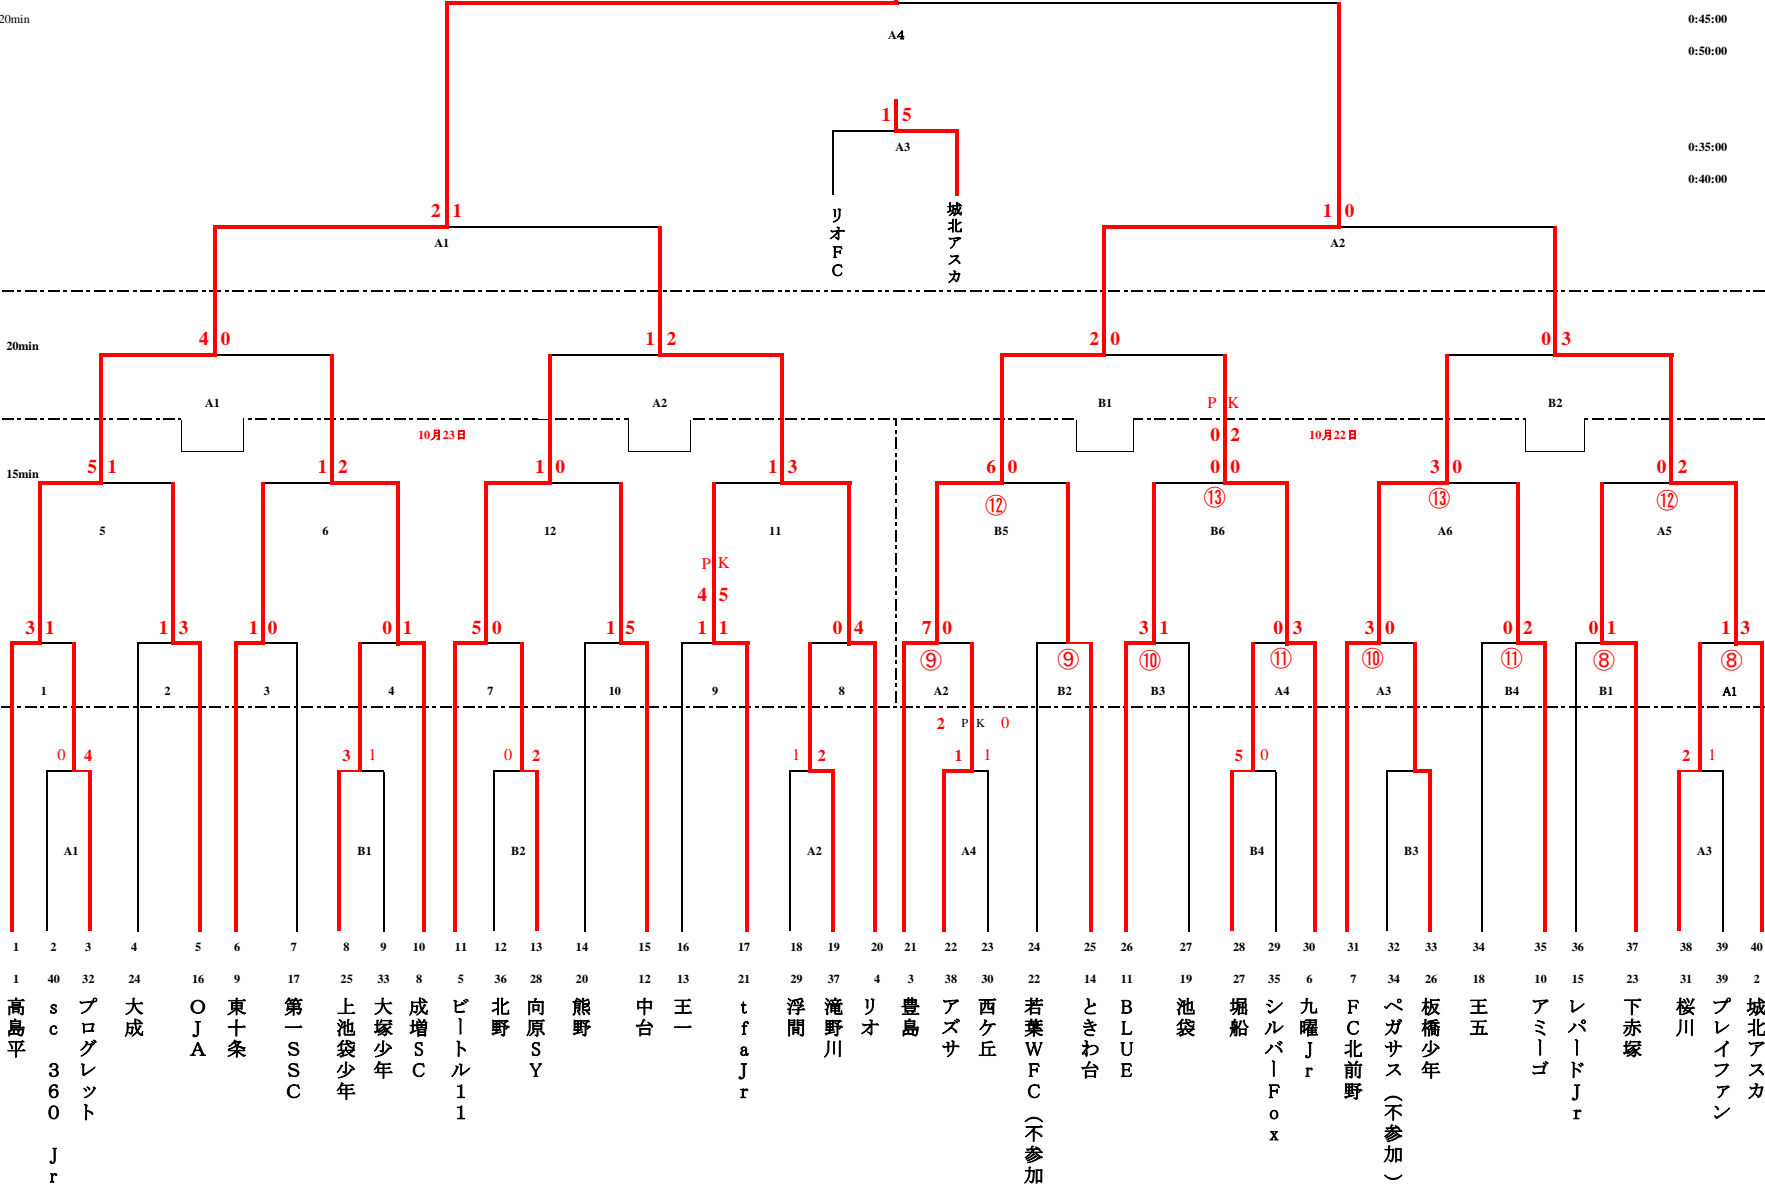 20min
0:45:00
A4
0:50:00
1 5
A3
0:35:00
0:40:00
リオFC
城北アスカ
2 1
1 0
A1
A2
20min
4 0
1 2
2 0
0 3
A1
A2
B1
P K
B2
10月23日
0 2
10月22日
15min
5 1
1 2
1 0
1 3
6 0
0 0
3 0
0 2
⑫
⑬
⑬
⑫
5
6
12
11
B5
B6
A6
A5
P K
4 5
3 1
1 3
1 0
0 1
5 0
1 5
1 1
0 4
7 0
3 1
0 3
3 0
0 2
0 1
1 3
⑨
⑨
⑩
⑪
⑩
⑪
⑧
⑧
1
2
3
4
7
10
9
8
A2
B2
B3
A4
A3
B4
B1
A1
2 P K 0
0 4
3 1
0 2
1 2
1 1
5 0
2 1
A1
B1
B2
A2
A4
B4
B3
A3
1 2 3 4 5 6 7 8 9 10 11 12 13 14 15 16 17 18 19 20 21 22 23 24 25 26 27 28 29 30 31 32 33 34 35 36 37 38 39 40
1 40 32 24 16 9 17 25 33 8 5 36 28 20 12 13 21 29 37 4 3 38 30 22 14 11 19 27 35 6 7 34 26 18 10 15 23 31 39 2
高島平
sc 360 Jr
プログレット
大成
OJA
東十条
第一SSC
上池袋少年
大塚少年
成増SC
ビートル11
北野
向原SY
熊野
中台
王一
tfaJr
浮間
滝野川
リオ
豊島
アズサ
西ケ丘
若葉WFC（不参加
ときわ台
BLUE
池袋
堀船
シルバーFox
九曜Jr
FC北前野
ペガサス（不参加）
板橋少年
王五
アミーゴ
レパードJr
下赤塚
桜川
プレイファン
城北アスカ